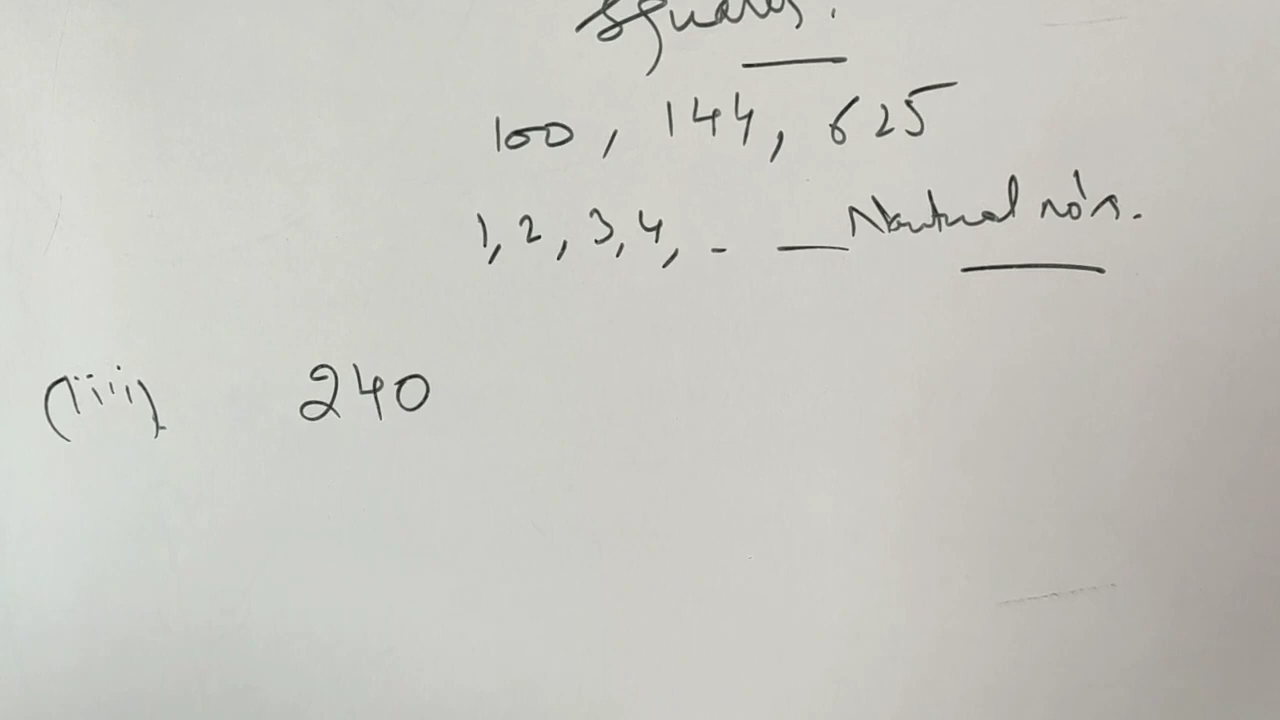 squares.
100, 144, 625
1, 2, 3, 4, - — Natural no's.
(iii) 240